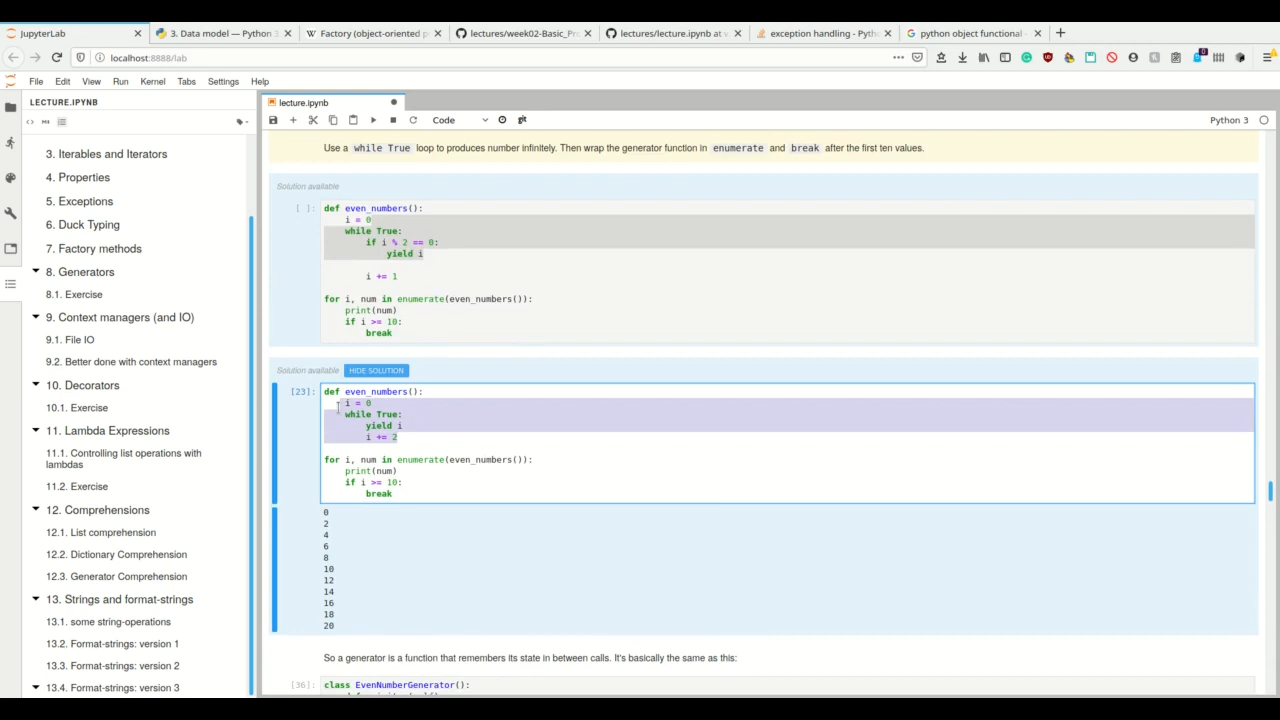 JupyterLab
3. Data model — Python 3
Factory (object-oriented p
lectures/week02-Basic_Pro
lectures/lecture.ipynb at v
exception handling - Pyth
python object functional -
localhost:8888/lab
File Edit View Run Kernel Tabs Settings Help
LECTURE.IPYNB
3. Iterables and Iterators
4. Properties
5. Exceptions
6. Duck Typing
7. Factory methods
8. Generators
8.1. Exercise
9. Context managers (and IO)
9.1. File IO
9.2. Better done with context managers
10. Decorators
10.1. Exercise
11. Lambda Expressions
11.1. Controlling list operations with
lambdas
11.2. Exercise
12. Comprehensions
12.1. List comprehension
12.2. Dictionary Comprehension
12.3. Generator Comprehension
13. Strings and format-strings
13.1. some string-operations
13.2. Format-strings: version 1
13.3. Format-strings: version 2
13.4. Format-strings: version 3
lecture.ipynb
Code
Python 3
Use a while True loop to produces number infinitely. Then wrap the generator function in enumerate and break after the first ten values.
Solution available
[ ]: def even_numbers():
i = 0
while True:
if i % 2 == 0:
yield i
i += 1
for i, num in enumerate(even_numbers()):
print(num)
if i >= 10:
break
Solution available HIDE SOLUTION
[23]: def even_numbers():
i = 0
while True:
yield i
i += 2
for i, num in enumerate(even_numbers()):
print(num)
if i >= 10:
break
0
2
4
6
8
10
12
14
16
18
20
So a generator is a function that remembers its state in between calls. It's basically the same as this:
[36]: class EvenNumberGenerator():